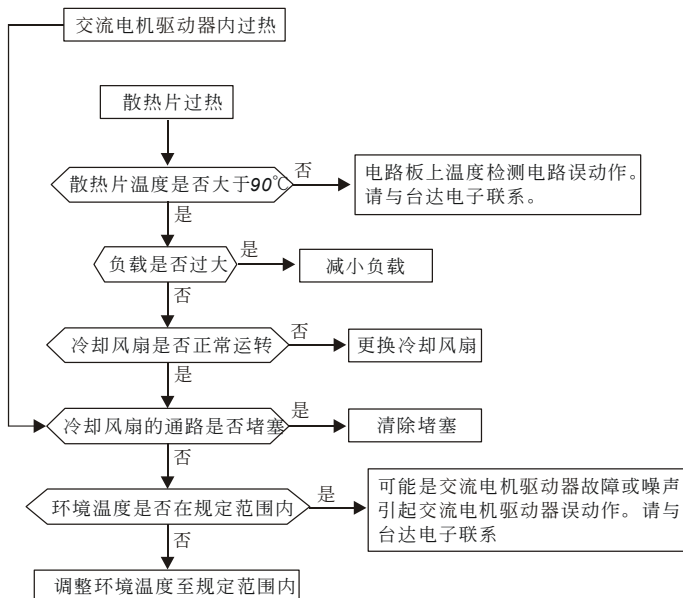 交流电机驱动器内过热
散热片过热
散热片温度是否大于90℃
否
电路板上温度检测电路误动作。
请与台达电子联系。
是
负载是否过大
是
减小负载
否
冷却风扇是否正常运转
否
更换冷却风扇
是
冷却风扇的通路是否堵塞
是
清除堵塞
否
环境温度是否在规定范围内
是
可能是交流电机驱动器故障或噪声
引起交流电机驱动器误动作。请与
台达电子联系
否
调整环境温度至规定范围内